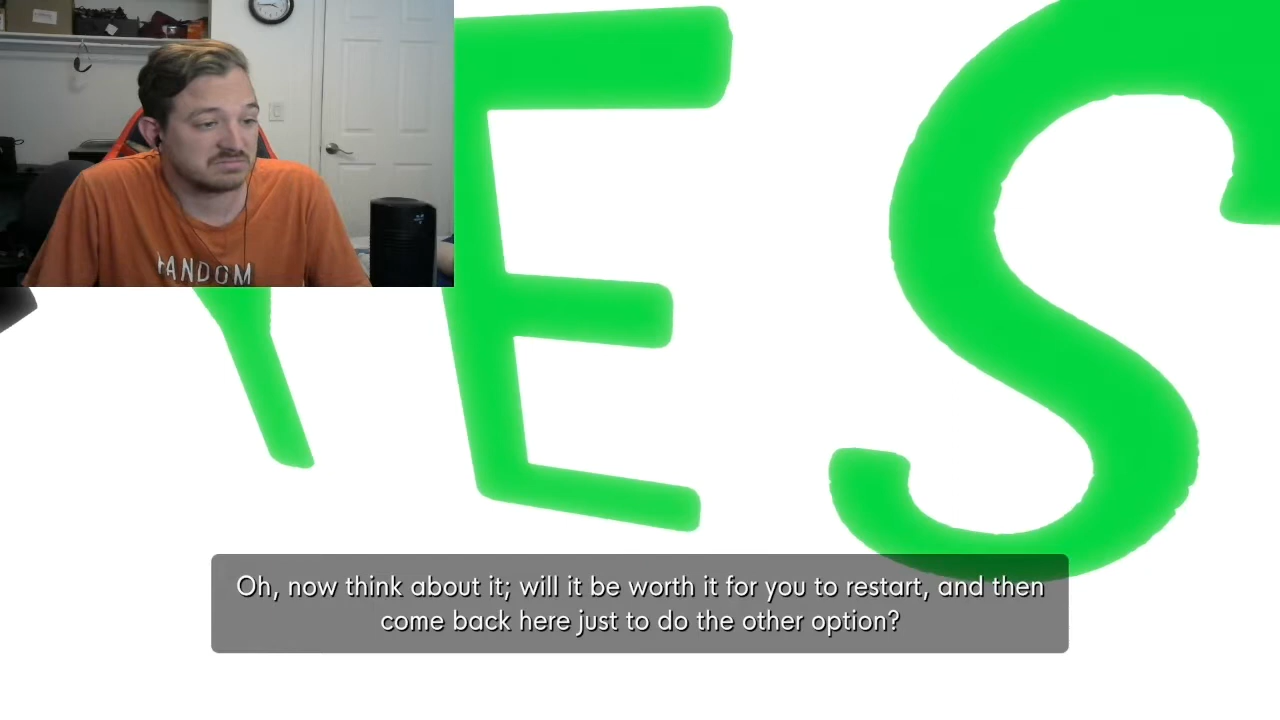 YES
RANDOM
Oh, now think about it; will it be worth it for you to restart, and then
come back here just to do the other option?